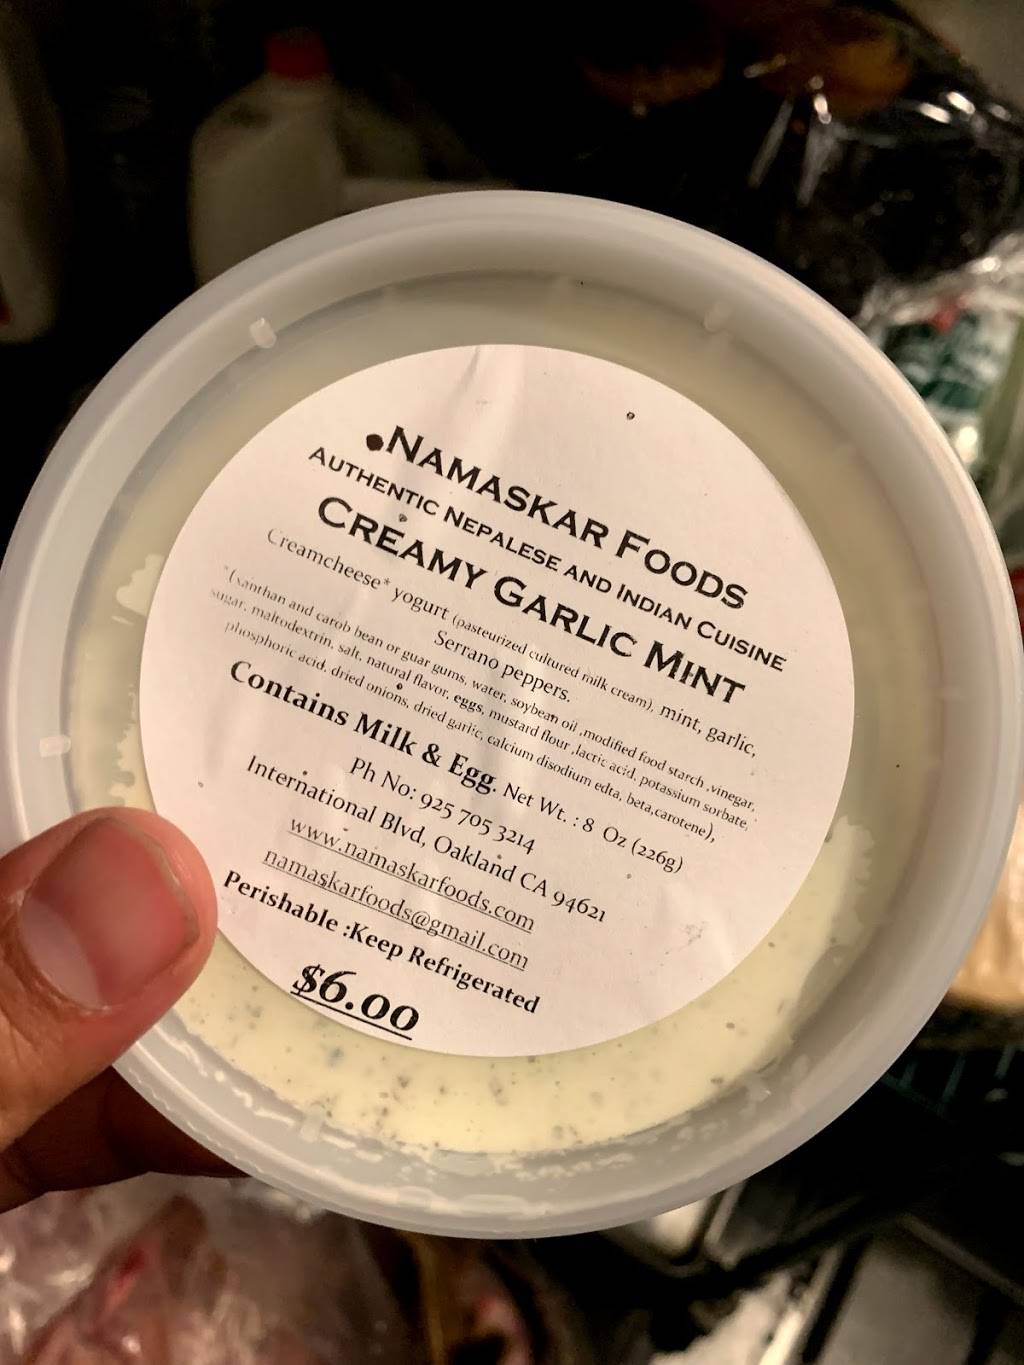 NAMASKAR FOODS
AUTHENTIC NEPALESE AND INDIAN CUISINE
CREAMY GARLIC MINT
Creamcheese* yogurt (pasteurized cultured milk cream), mint, garlic,
Serrano peppers.
*(xanthan and carob bean or guar gums, water, soybean oil ,modified food starch ,vinegar,
sugar, maltodextrin, salt, natural flavor, eggs, mustard flour ,lactic acid, potassium sorbate,
phosphoric acid, dried onions, dried garlic, calcium disodium edta, beta,carotene),
Contains Milk & Egg. Net Wt. : 8 Oz (226g)
Ph No: 925 705 3214
International Blvd, Oakland CA 94621
www.namaskarfoods.com
namaskarfoods@gmail.com
Perishable :Keep Refrigerated
$6.00